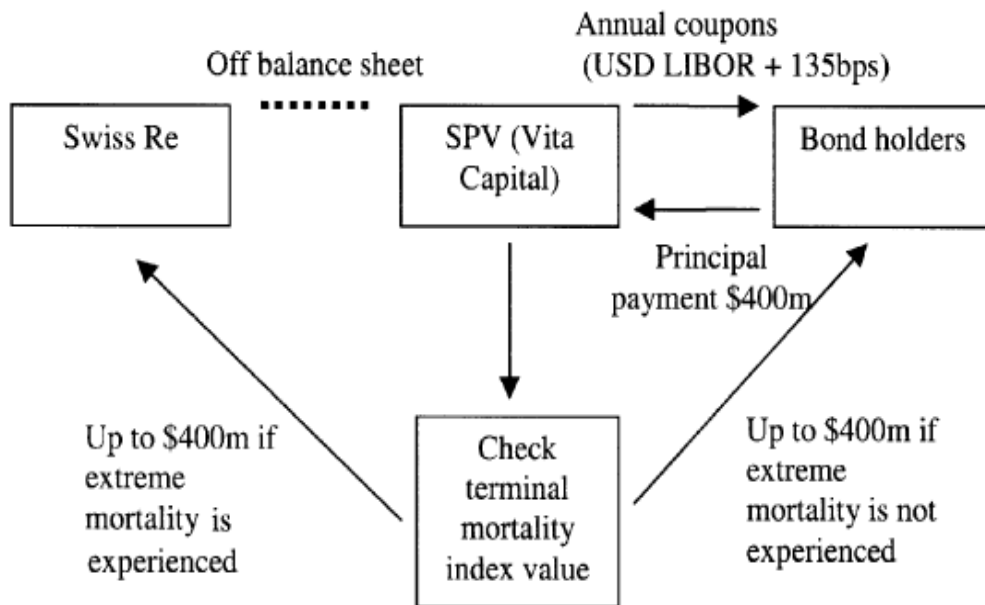 Annual coupons
(USD LIBOR + 135bps)
Off balance sheet
Swiss Re
SPV (Vita
Capital)
Bond holders
Principal
payment $400m
Up to $400m if
extreme
mortality is
experienced
Check
terminal
mortality
index value
Up to $400m if
extreme
mortality is not
experienced